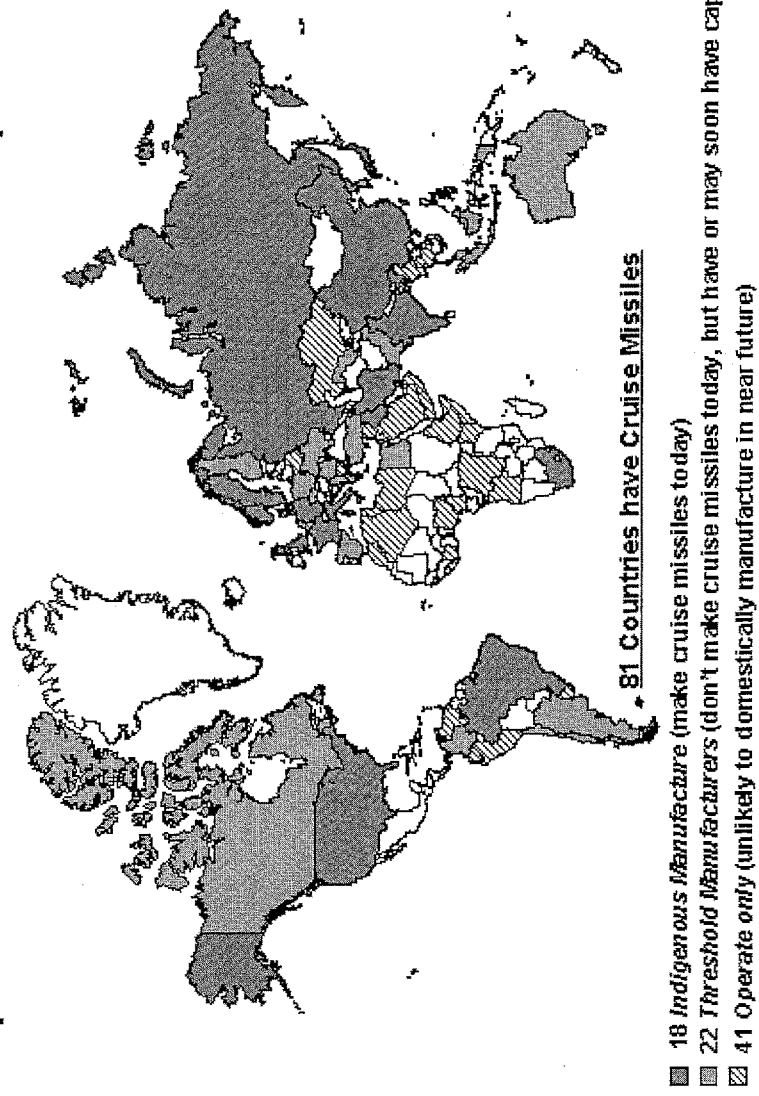 81 Countries have Cruise Missiles
18 Indigenous Manufacture (make cruise missiles today)
22 Threshold Manufacturers (don't make cruise missiles today, but have or may soon have cap
41 Operate only (unlikely to domestically manufacture in near future)